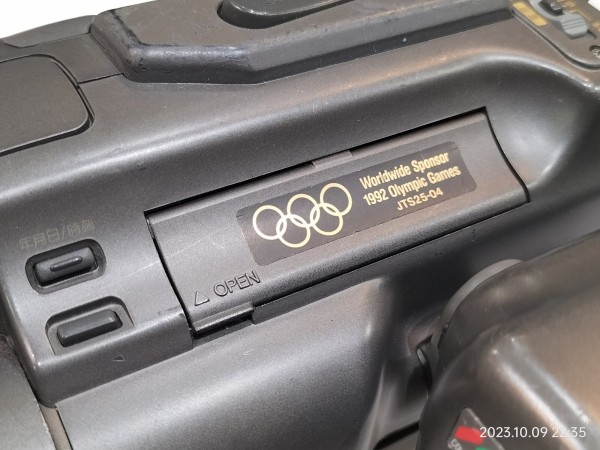 Worldwide Sponsor
1992 Olympic Games
JTS25-04
年月日/時刻
△ OPEN
2023.10.09 22:35